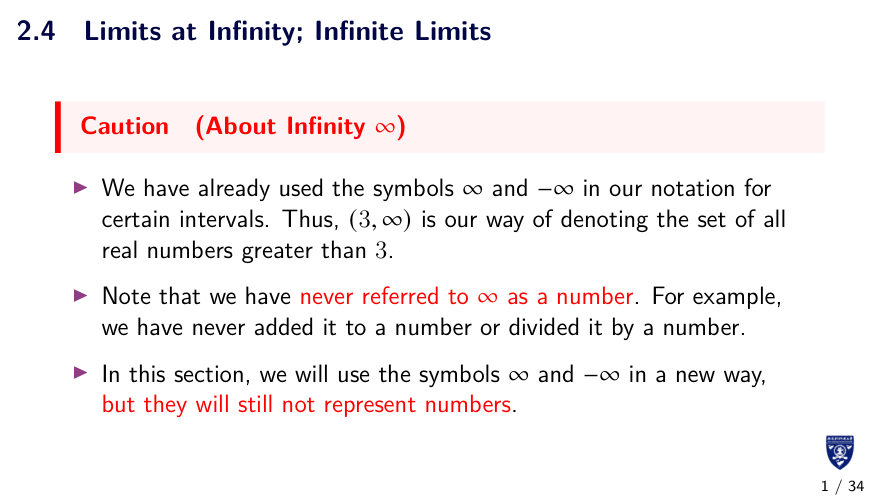 2.4 Limits at Infinity; Infinite Limits
Caution (About Infinity ∞)
▶ We have already used the symbols ∞ and −∞ in our notation for
certain intervals. Thus, (3, ∞) is our way of denoting the set of all
real numbers greater than 3.
▶ Note that we have never referred to ∞ as a number. For example,
we have never added it to a number or divided it by a number.
▶ In this section, we will use the symbols ∞ and −∞ in a new way,
but they will still not represent numbers.
1 / 34